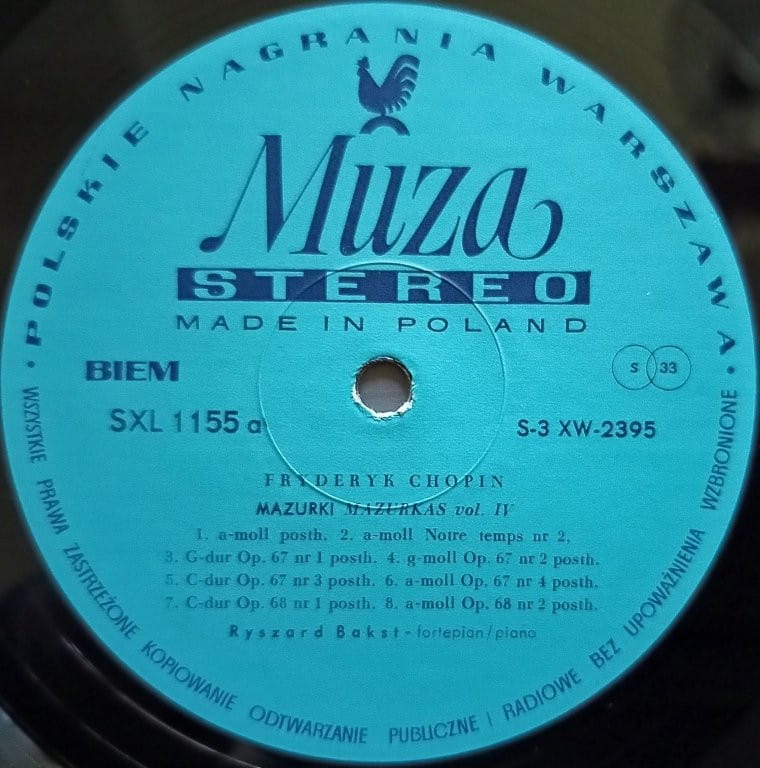 POLSKIE NAGRANIA WARSZAWA
Muza
STEREO
MADE IN POLAND
BIEM
S 33
SXL 1155 a
S-3 XW-2395
FRYDERYK CHOPIN
MAZURKI MAZURKAS vol. IV
1. a-moll posth. 2. a-moll Notre temps nr 2,
3. G-dur Op. 67 nr 1 posth. 4. g-moll Op. 67 nr 2 posth.
5. C-dur Op. 67 nr 3 posth. 6. a-moll Op. 67 nr 4 posth.
7. C-dur Op. 68 nr 1 posth. 8. a-moll Op. 68 nr 2 posth.
Ryszard Bakst - fortepian/piano
• WSZYSTKIE PRAWA ZASTRZEŻONE KOPIOWANIE ODTWARZANIE PUBLICZNE I RADIOWE BEZ UPOWAŻNIENIA WZBRONIONE •